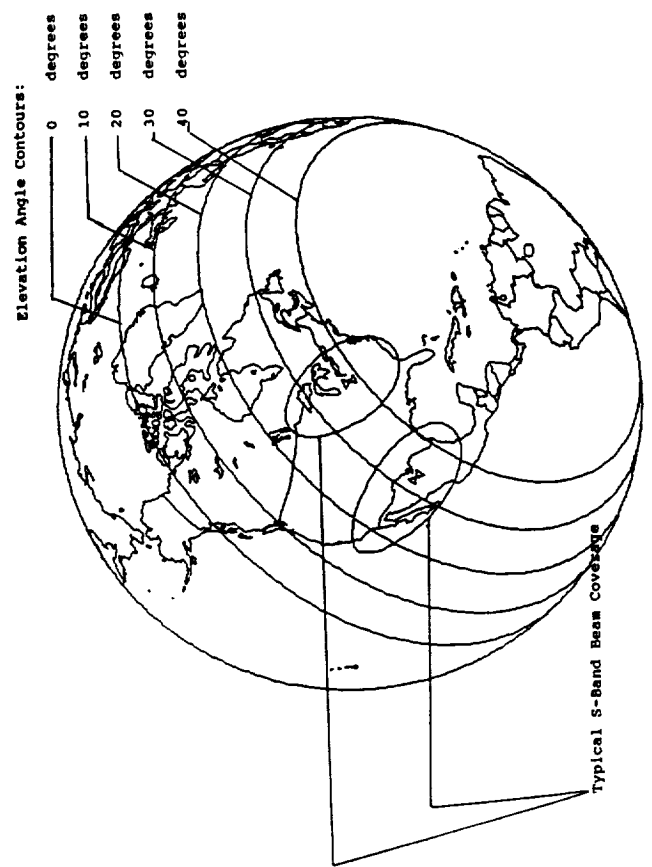 Elevation Angle Contours:
0 degrees
10 degrees
20 degrees
30 degrees
40 degrees
Typical S-Band Beam Coverage